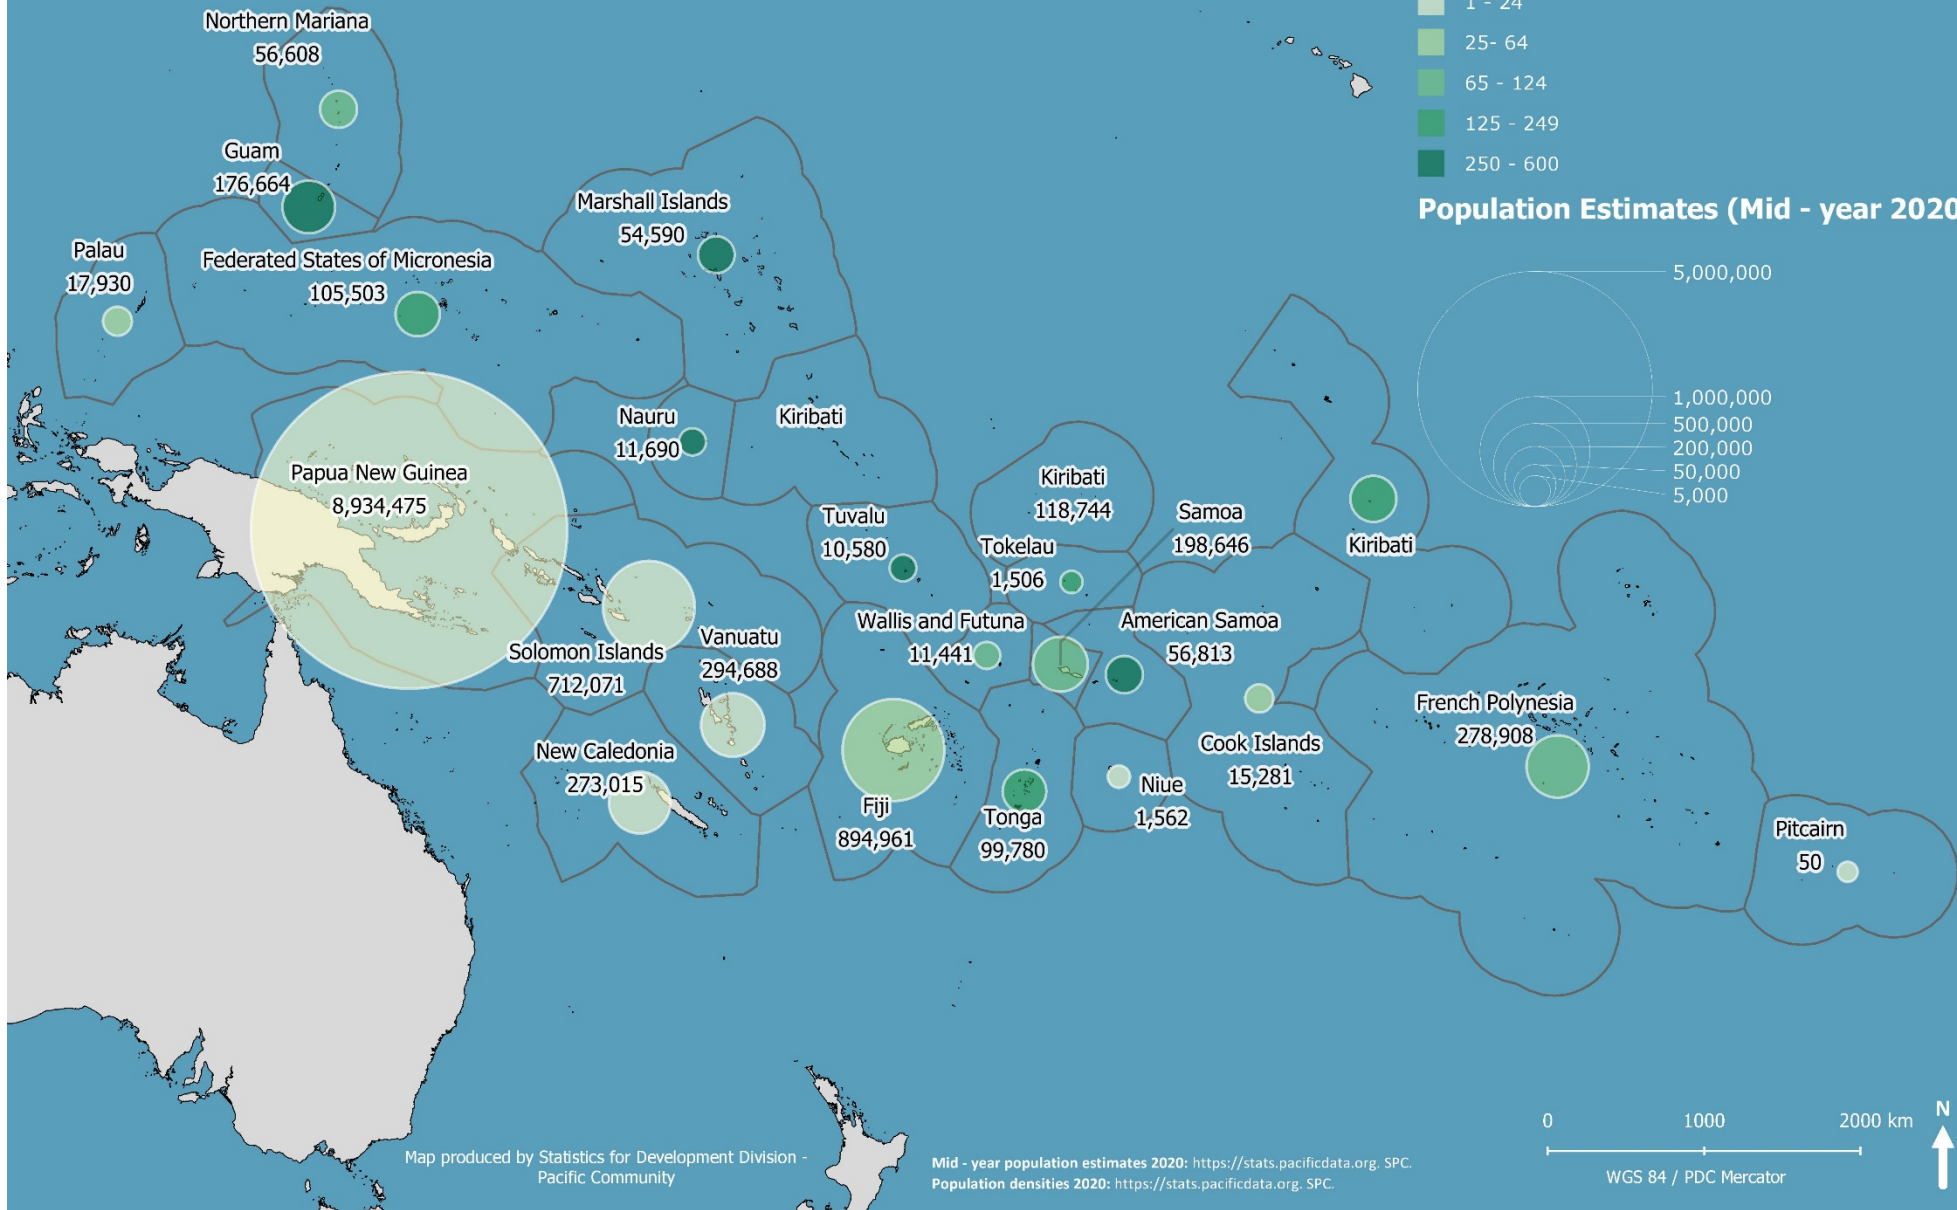 1 - 24
25- 64
65 - 124
125 - 249
250 - 600
Population Estimates (Mid - year 2020
5,000,000
1,000,000
500,000
200,000
50,000
5,000
Northern Mariana
56,608
Guam
176,664
Marshall Islands
54,590
Palau
17,930
Federated States of Micronesia
105,503
Nauru
11,690
Kiribati
Papua New Guinea
8,934,475
Kiribati
118,744
Samoa
198,646
Tuvalu
10,580
Tokelau
1,506
Kiribati
Wallis and Futuna
11,441
American Samoa
56,813
Vanuatu
294,688
Solomon Islands
712,071
French Polynesia
278,908
New Caledonia
273,015
Cook Islands
15,281
Niue
1,562
Fiji
894,961
Tonga
99,780
Pitcairn
50
Map produced by Statistics for Development Division -
Pacific Community
Mid - year population estimates 2020: https://stats.pacificdata.org. SPC.
Population densities 2020: https://stats.pacificdata.org. SPC.
0 1000 2000 km
WGS 84 / PDC Mercator
N